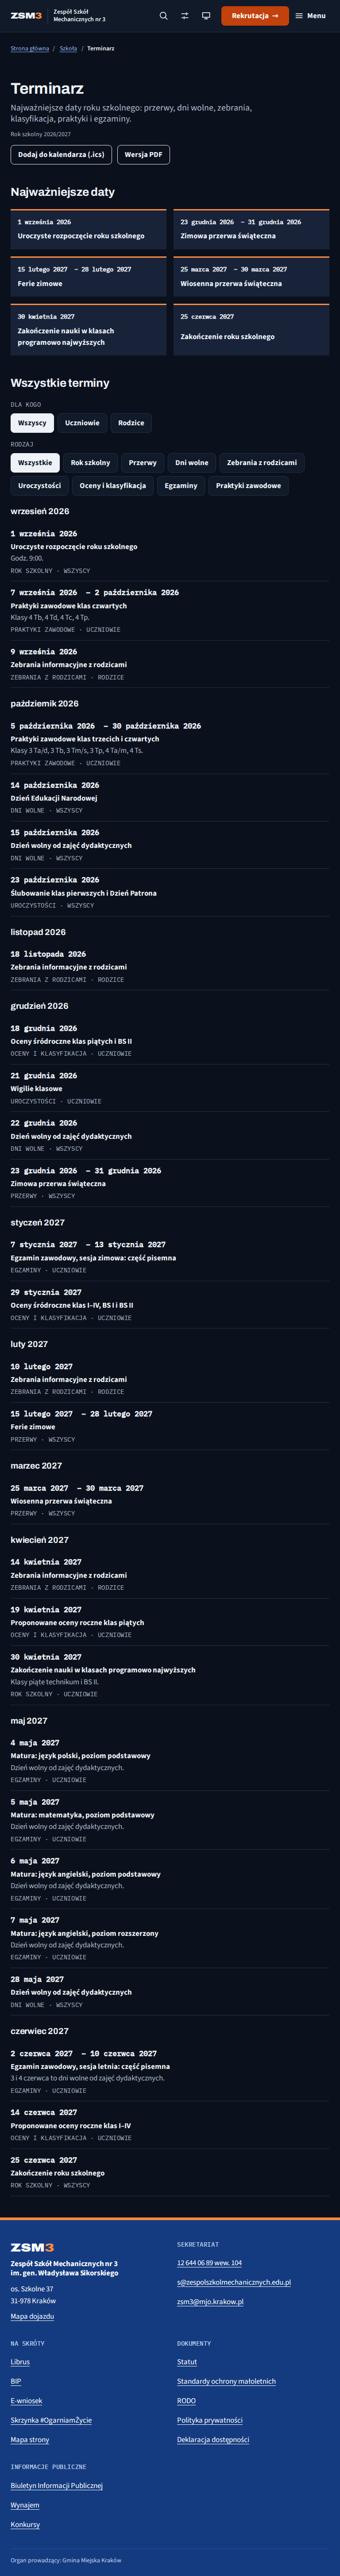 ZSM3
Zespół Szkół
Mechanicznych nr 3
Rekrutacja →
Menu
Strona główna / Szkoła / Terminarz
Terminarz
Najważniejsze daty roku szkolnego: przerwy, dni wolne, zebrania,
klasyfikacja, praktyki i egzaminy.
Rok szkolny 2026/2027
Dodaj do kalendarza (.ics)
Wersja PDF
Najważniejsze daty
1 września 2026
Uroczyste rozpoczęcie roku szkolnego
23 grudnia 2026 – 31 grudnia 2026
Zimowa przerwa świąteczna
15 lutego 2027 – 28 lutego 2027
Ferie zimowe
25 marca 2027 – 30 marca 2027
Wiosenna przerwa świąteczna
30 kwietnia 2027
Zakończenie nauki w klasach
programowo najwyższych
25 czerwca 2027
Zakończenie roku szkolnego
Wszystkie terminy
DLA KOGO
Wszyscy
Uczniowie
Rodzice
RODZAJ
Wszystkie
Rok szkolny
Przerwy
Dni wolne
Zebrania z rodzicami
Uroczystości
Oceny i klasyfikacja
Egzaminy
Praktyki zawodowe
wrzesień 2026
1 września 2026
Uroczyste rozpoczęcie roku szkolnego
Godz. 9:00.
ROK SZKOLNY · WSZYSCY
7 września 2026 – 2 października 2026
Praktyki zawodowe klas czwartych
Klasy 4 Tb, 4 Td, 4 Tc, 4 Tp.
PRAKTYKI ZAWODOWE · UCZNIOWIE
9 września 2026
Zebrania informacyjne z rodzicami
ZEBRANIA Z RODZICAMI · RODZICE
październik 2026
5 października 2026 – 30 października 2026
Praktyki zawodowe klas trzecich i czwartych
Klasy 3 Ta/d, 3 Tb, 3 Tm/s, 3 Tp, 4 Ta/m, 4 Ts.
PRAKTYKI ZAWODOWE · UCZNIOWIE
14 października 2026
Dzień Edukacji Narodowej
DNI WOLNE · WSZYSCY
15 października 2026
Dzień wolny od zajęć dydaktycznych
DNI WOLNE · WSZYSCY
23 października 2026
Ślubowanie klas pierwszych i Dzień Patrona
UROCZYSTOŚCI · WSZYSCY
listopad 2026
18 listopada 2026
Zebrania informacyjne z rodzicami
ZEBRANIA Z RODZICAMI · RODZICE
grudzień 2026
18 grudnia 2026
Oceny śródroczne klas piątych i BS II
OCENY I KLASYFIKACJA · UCZNIOWIE
21 grudnia 2026
Wigilie klasowe
UROCZYSTOŚCI · UCZNIOWIE
22 grudnia 2026
Dzień wolny od zajęć dydaktycznych
DNI WOLNE · WSZYSCY
23 grudnia 2026 – 31 grudnia 2026
Zimowa przerwa świąteczna
PRZERWY · WSZYSCY
styczeń 2027
7 stycznia 2027 – 13 stycznia 2027
Egzamin zawodowy, sesja zimowa: część pisemna
EGZAMINY · UCZNIOWIE
29 stycznia 2027
Oceny śródroczne klas I–IV, BS I i BS II
OCENY I KLASYFIKACJA · UCZNIOWIE
luty 2027
10 lutego 2027
Zebrania informacyjne z rodzicami
ZEBRANIA Z RODZICAMI · RODZICE
15 lutego 2027 – 28 lutego 2027
Ferie zimowe
PRZERWY · WSZYSCY
marzec 2027
25 marca 2027 – 30 marca 2027
Wiosenna przerwa świąteczna
PRZERWY · WSZYSCY
kwiecień 2027
14 kwietnia 2027
Zebrania informacyjne z rodzicami
ZEBRANIA Z RODZICAMI · RODZICE
19 kwietnia 2027
Proponowane oceny roczne klas piątych
OCENY I KLASYFIKACJA · UCZNIOWIE
30 kwietnia 2027
Zakończenie nauki w klasach programowo najwyższych
Klasy piąte technikum i BS II.
ROK SZKOLNY · UCZNIOWIE
maj 2027
4 maja 2027
Matura: język polski, poziom podstawowy
Dzień wolny od zajęć dydaktycznych.
EGZAMINY · UCZNIOWIE
5 maja 2027
Matura: matematyka, poziom podstawowy
Dzień wolny od zajęć dydaktycznych.
EGZAMINY · UCZNIOWIE
6 maja 2027
Matura: język angielski, poziom podstawowy
Dzień wolny od zajęć dydaktycznych.
EGZAMINY · UCZNIOWIE
7 maja 2027
Matura: język angielski, poziom rozszerzony
Dzień wolny od zajęć dydaktycznych.
EGZAMINY · UCZNIOWIE
28 maja 2027
Dzień wolny od zajęć dydaktycznych
DNI WOLNE · WSZYSCY
czerwiec 2027
2 czerwca 2027 – 10 czerwca 2027
Egzamin zawodowy, sesja letnia: część pisemna
3 i 4 czerwca to dni wolne od zajęć dydaktycznych.
EGZAMINY · UCZNIOWIE
14 czerwca 2027
Proponowane oceny roczne klas I–IV
OCENY I KLASYFIKACJA · UCZNIOWIE
25 czerwca 2027
Zakończenie roku szkolnego
ROK SZKOLNY · WSZYSCY
ZSM3
Zespół Szkół Mechanicznych nr 3
im. gen. Władysława Sikorskiego
os. Szkolne 37
31-978 Kraków
Mapa dojazdu
SEKRETARIAT
12 644 06 89 wew. 104
s@zespolszkolmechanicznych.edu.pl
zsm3@mjo.krakow.pl
NA SKRÓTY
Librus
BIP
E-wniosek
Skrzynka #OgarniamŻycie
Mapa strony
DOKUMENTY
Statut
Standardy ochrony małoletnich
RODO
Polityka prywatności
Deklaracja dostępności
INFORMACJE PUBLICZNE
Biuletyn Informacji Publicznej
Wynajem
Konkursy
Organ prowadzący: Gmina Miejska Kraków